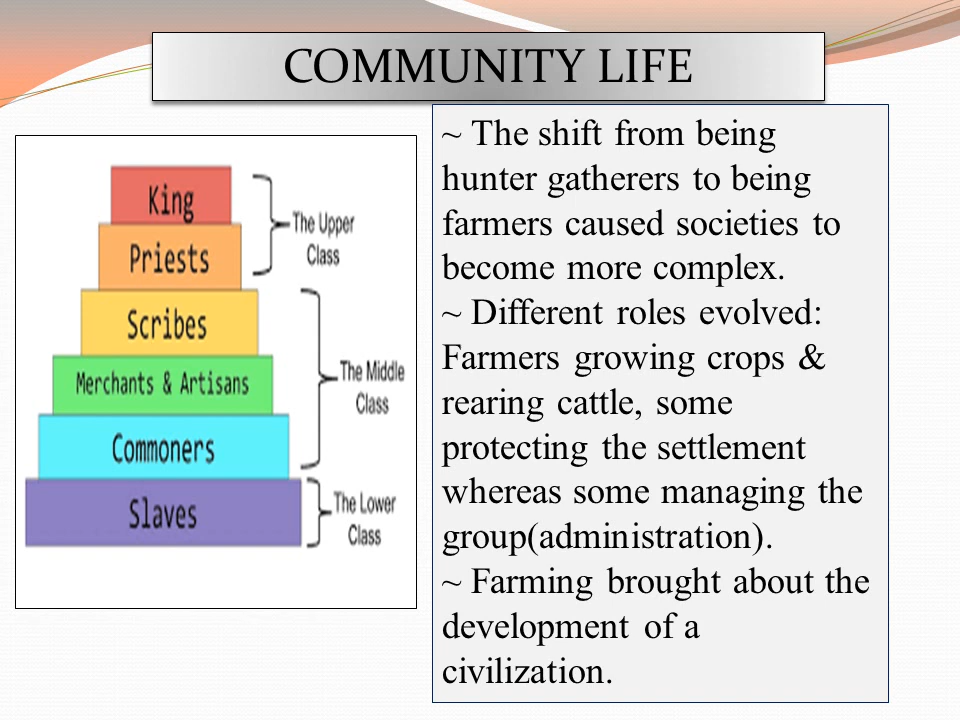 COMMUNITY LIFE
King
Priests
The Upper
Class
Scribes
Merchants & Artisans
Commoners
The Middle
Class
Slaves
The Lower
Class
~ The shift from being
hunter gatherers to being
farmers caused societies to
become more complex.
~ Different roles evolved:
Farmers growing crops &
rearing cattle, some
protecting the settlement
whereas some managing the
group(administration).
~ Farming brought about the
development of a
civilization.